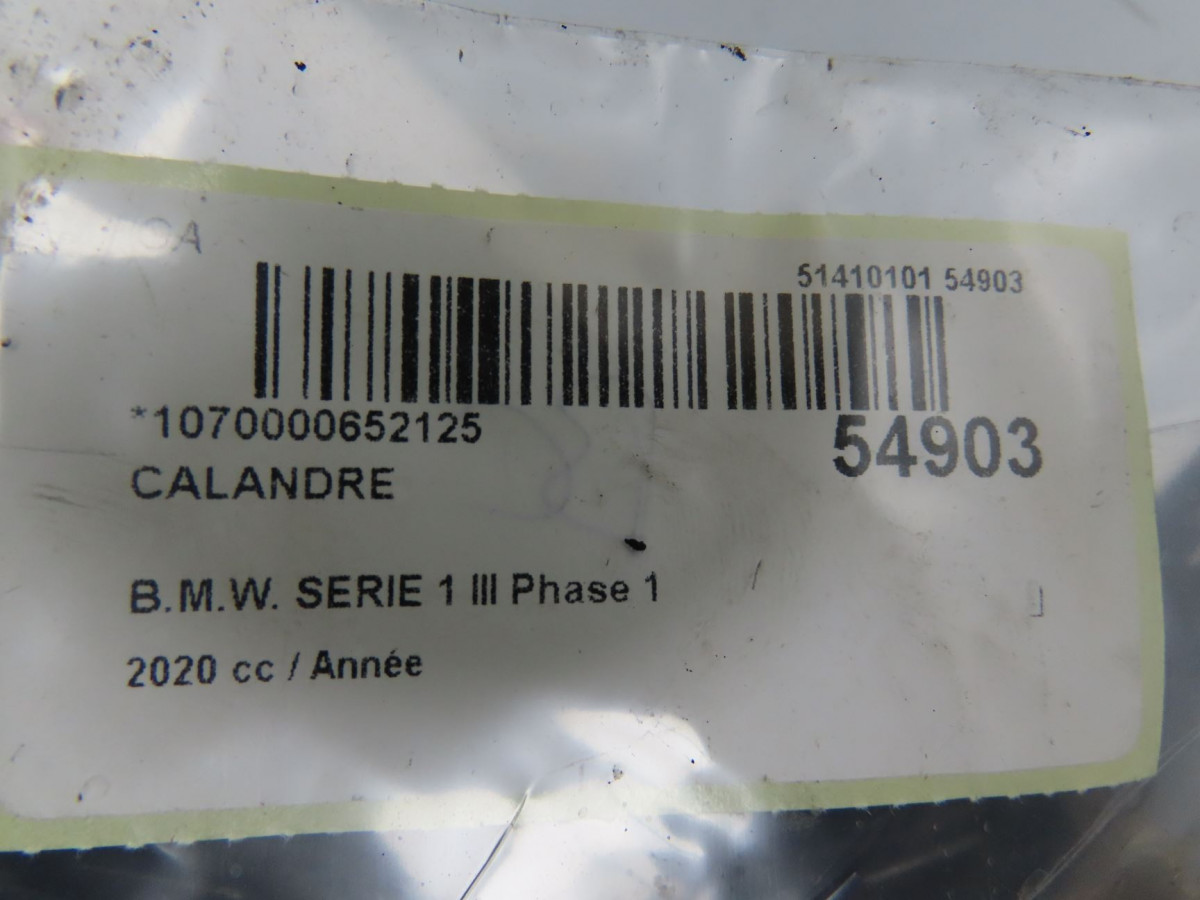 51410101 54903
*1070000652125
54903
CALANDRE
B.M.W. SERIE 1 III Phase 1
2020 cc / Année